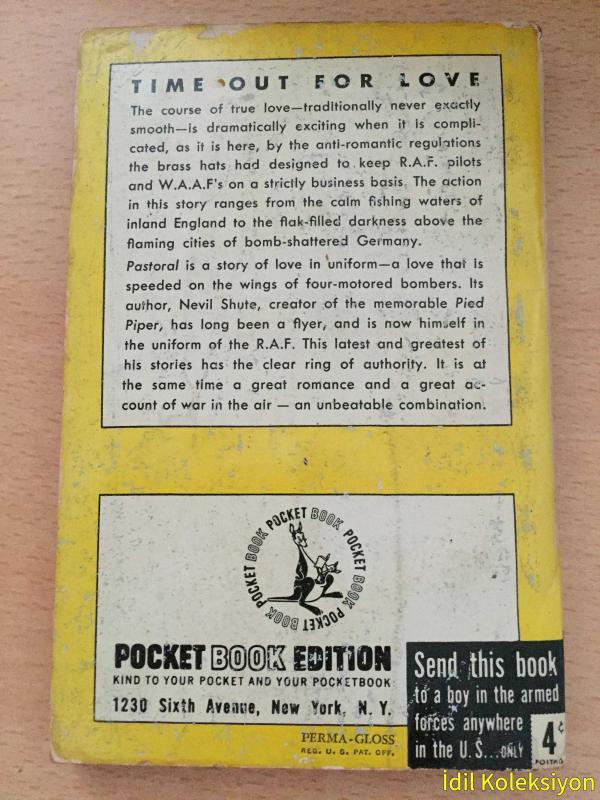 TIME OUT FOR LOVE
The course of true love—traditionally never exactly
smooth—is dramatically exciting when it is compli-
cated, as it is here, by the anti-romantic regulations
the brass hats had designed to keep R.A.F. pilots
and W.A.A.F's on a strictly business basis. The action
in this story ranges from the calm fishing waters of
inland England to the flak-filled darkness above the
flaming cities of bomb-shattered Germany.
Pastoral is a story of love in uniform—a love that is
speeded on the wings of four-motored bombers. Its
author, Nevil Shute, creator of the memorable Pied
Piper, has long been a flyer, and is now himself in
the uniform of the R.A.F. This latest and greatest of
his stories has the clear ring of authority. It is at
the same time a great romance and a great ac-
count of war in the air — an unbeatable combination.
POCKET BOOK POCKET BOOK POCKET BOOK POCKET BOOK
POCKET BOOK EDITION
KIND TO YOUR POCKET AND YOUR POCKETBOOK
1230 Sixth Avenue, New York, N. Y.
Send this book
to a boy in the armed
forces anywhere
in the U.S...ONLY
4¢
POSTAGE
PERMA-GLOSS
REG. U. S. PAT. OFF.
İdil Koleksiyon